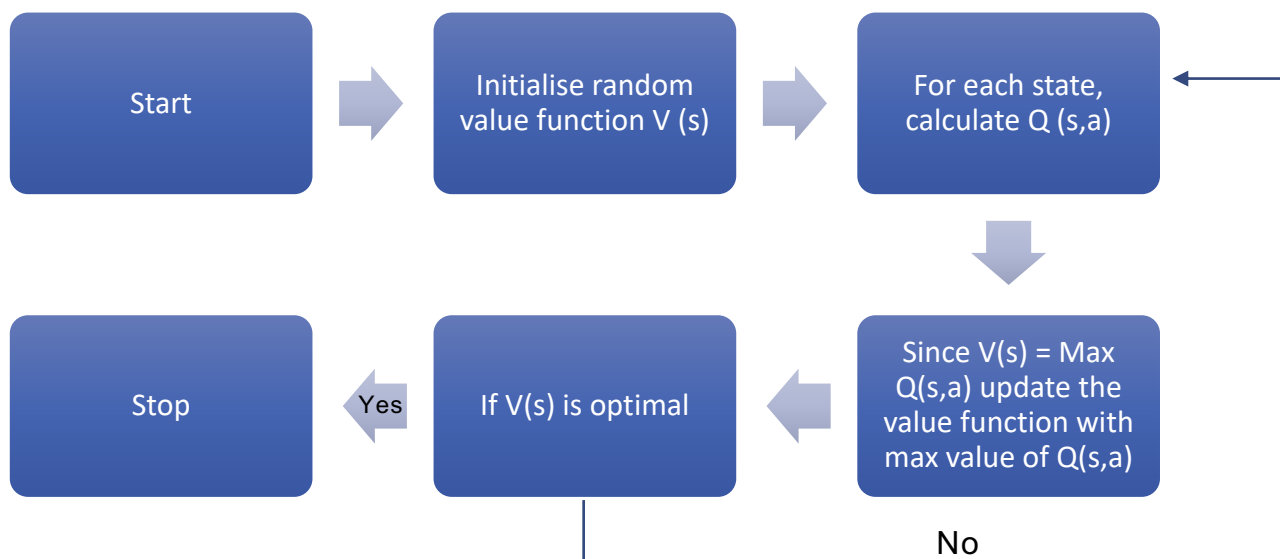 Start
Initialise random
value function V (s)
For each state,
calculate Q (s,a)
Since V(s) = Max
Q(s,a) update the
value function with
max value of Q(s,a)
If V(s) is optimal
Yes
Stop
No